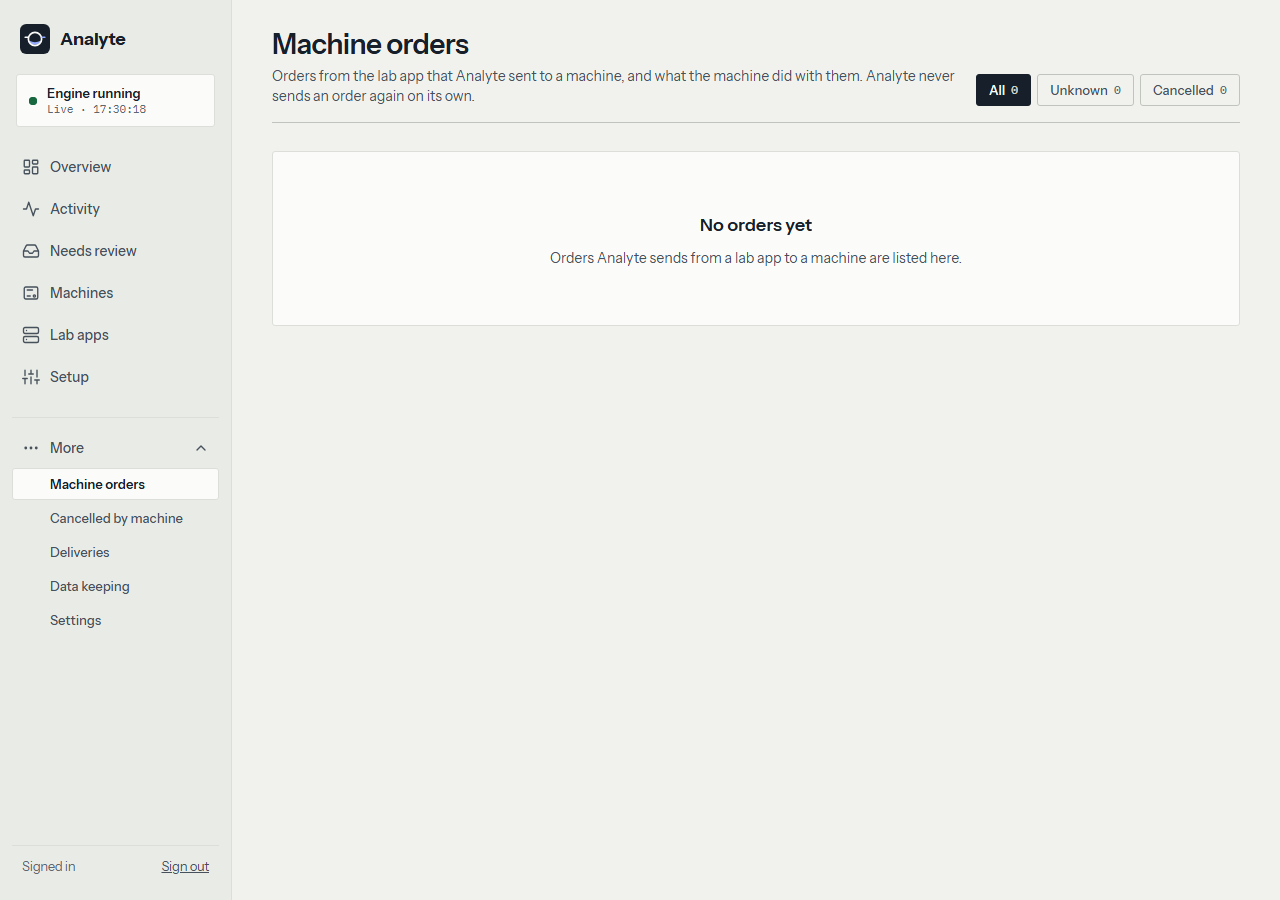 Analyte
Engine running
Live · 17:30:18
Overview
Activity
Needs review
Machines
Lab apps
Setup
More
Machine orders
Cancelled by machine
Deliveries
Data keeping
Settings
Signed in
Sign out
Machine orders
Orders from the lab app that Analyte sent to a machine, and what the machine did with them. Analyte never
sends an order again on its own.
All 0
Unknown 0
Cancelled 0
No orders yet
Orders Analyte sends from a lab app to a machine are listed here.